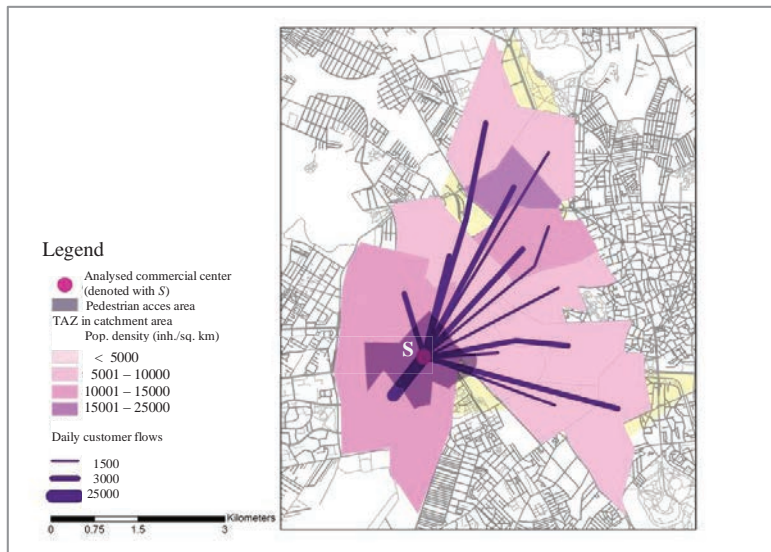 Legend
Analysed commercial center
(denoted with S)
Pedestrian acces area
TAZ in catchment area
Pop. density (inh./sq. km)
< 5000
5001 – 10000
10001 – 15000
15001 – 25000
Daily customer flows
1500
3000
25000
Kilometers
0 0.75 1.5 3
S